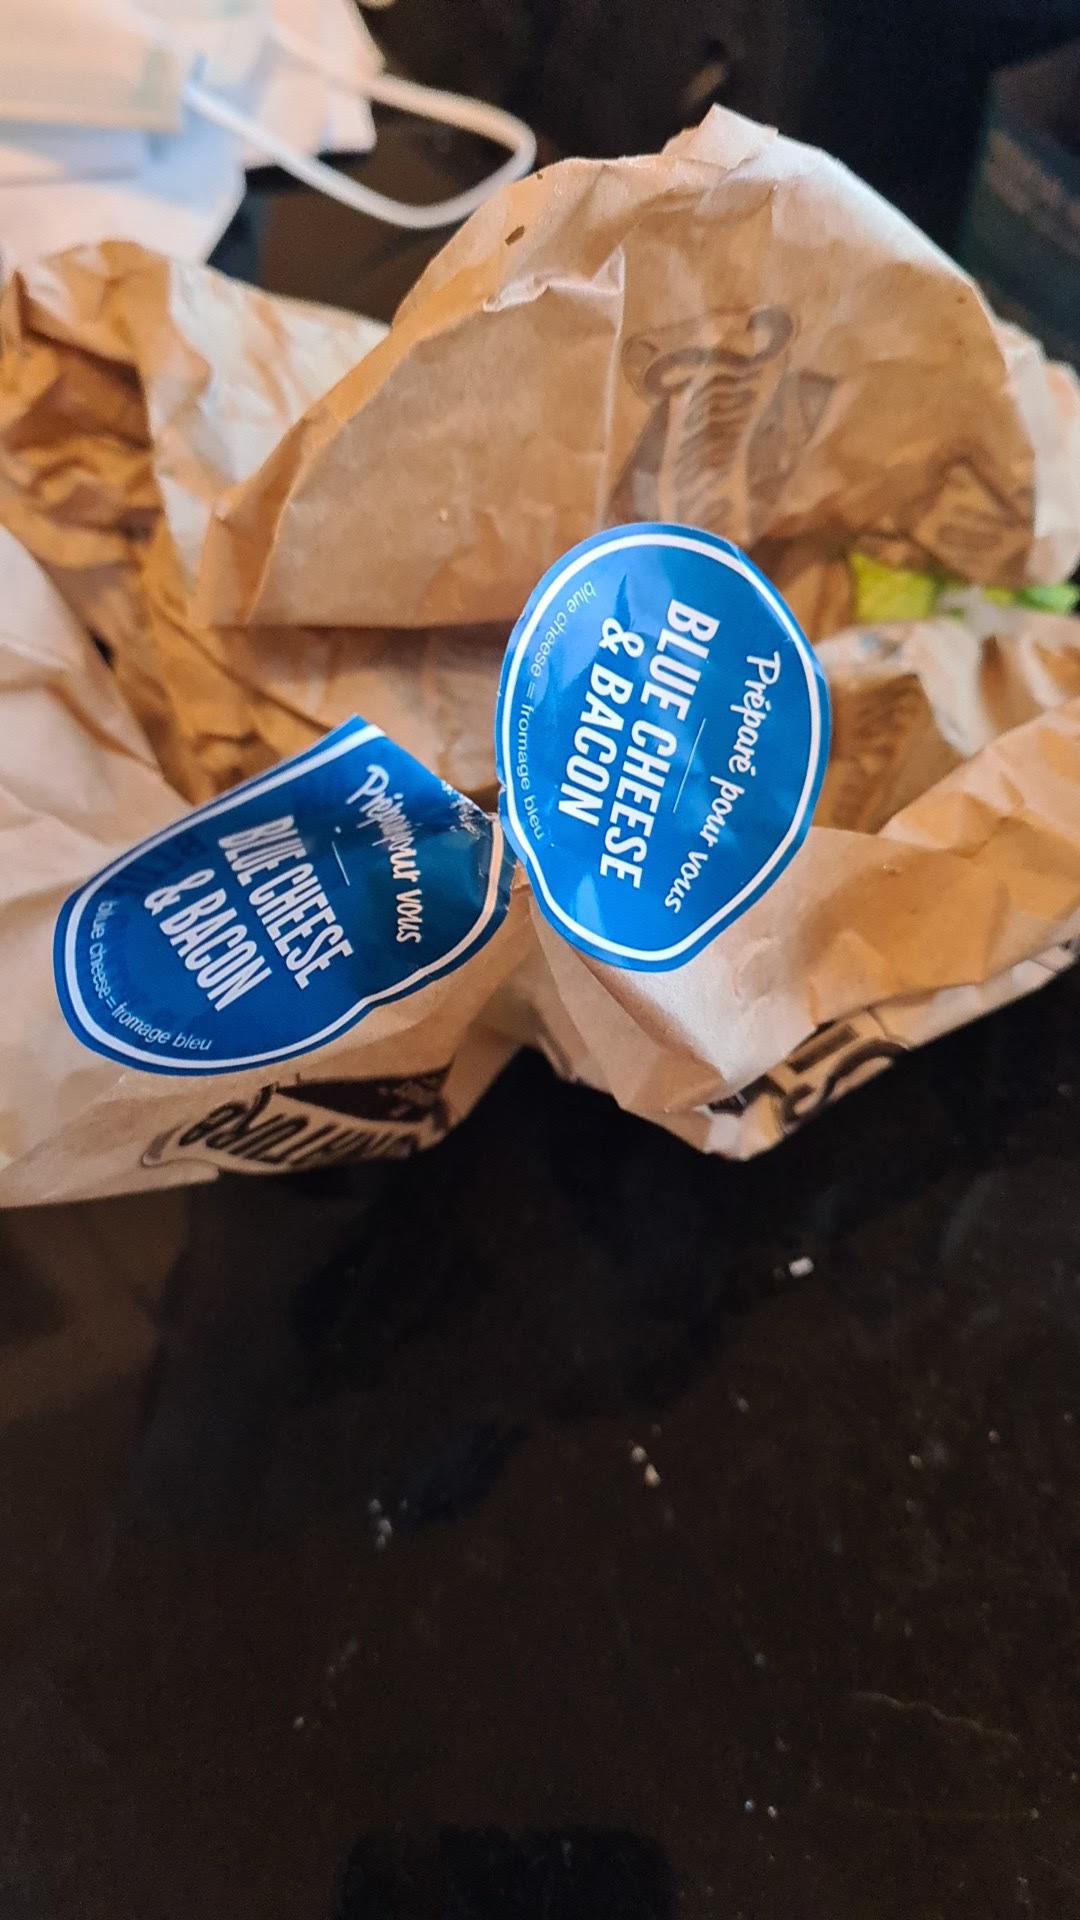 Préparé pour vous
BLUE CHEESE
& BACON
blue cheese = fromage bleu
Prépa pour vous
BLUE CHEESE
& BACON
blue cheese = fromage bleu